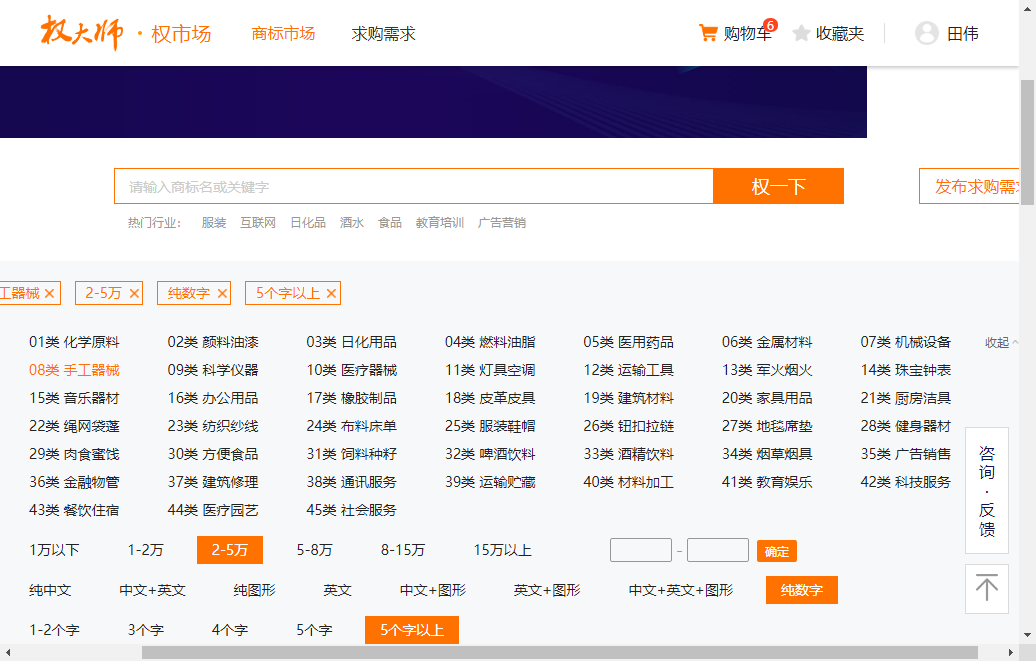 权大师 · 权市场 商标市场 求购需求 购物车 6 收藏夹 田伟
请输入商标名或关键字 权一下 发布求购需求
热门行业： 服装 互联网 日化品 酒水 食品 教育培训 广告营销
工器械 × 2-5万 × 纯数字 × 5个字以上 ×
01类 化学原料 02类 颜料油漆 03类 日化用品 04类 燃料油脂 05类 医用药品 06类 金属材料 07类 机械设备 收起
08类 手工器械 09类 科学仪器 10类 医疗器械 11类 灯具空调 12类 运输工具 13类 军火烟火 14类 珠宝钟表
15类 音乐器材 16类 办公用品 17类 橡胶制品 18类 皮革皮具 19类 建筑材料 20类 家具用品 21类 厨房洁具
22类 绳网袋蓬 23类 纺织纱线 24类 布料床单 25类 服装鞋帽 26类 钮扣拉链 27类 地毯席垫 28类 健身器材
29类 肉食蜜饯 30类 方便食品 31类 饲料种籽 32类 啤酒饮料 33类 酒精饮料 34类 烟草烟具 35类 广告销售
36类 金融物管 37类 建筑修理 38类 通讯服务 39类 运输贮藏 40类 材料加工 41类 教育娱乐 42类 科技服务
43类 餐饮住宿 44类 医疗园艺 45类 社会服务
咨询·反馈
1万以下 1-2万 2-5万 5-8万 8-15万 15万以上 - 确定
纯中文 中文+英文 纯图形 英文 中文+图形 英文+图形 中文+英文+图形 纯数字
1-2个字 3个字 4个字 5个字 5个字以上